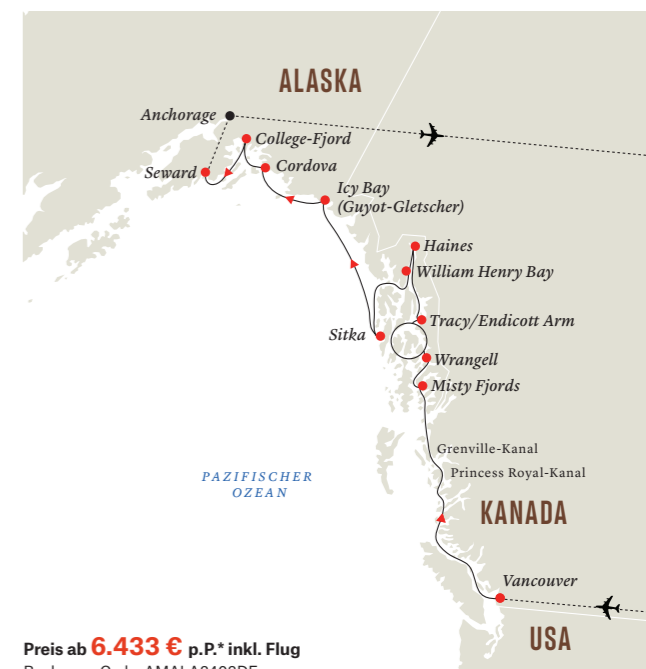 ALASKA
Anchorage
College-Fjord
Cordova
Seward
Icy Bay
(Guyot-Gletscher)
Haines
William Henry Bay
Tracy/Endicott Arm
Sitka
Wrangell
Misty Fjords
Grenville-Kanal
Princess Royal-Kanal
PAZIFISCHER
OZEAN
KANADA
Vancouver
USA
Preis ab 6.433 € p.P.* inkl. Flug